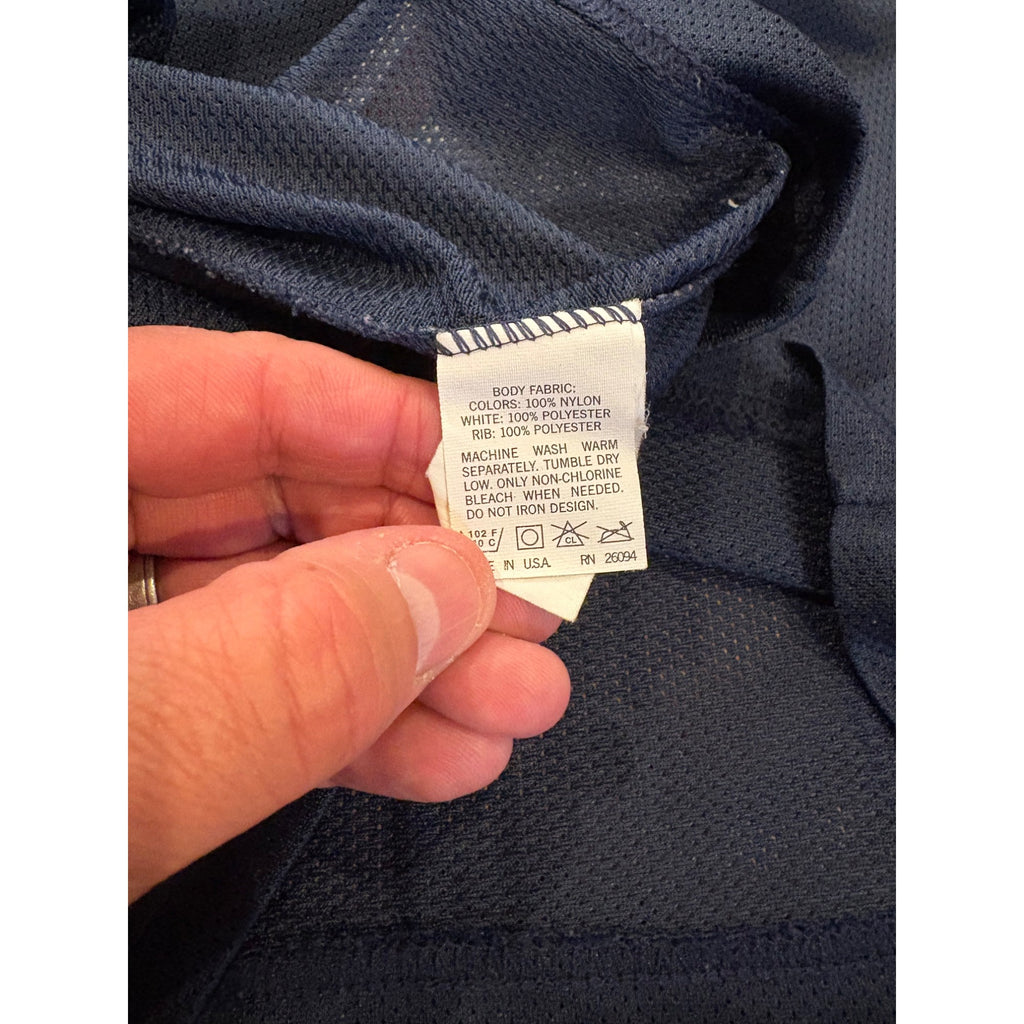 BODY FABRIC;
COLORS: 100% NYLON
WHITE: 100% POLYESTER
RIB: 100% POLYESTER
MACHINE WASH WARM
SEPARATELY. TUMBLE DRY
LOW. ONLY NON-CHLORINE
BLEACH WHEN NEEDED.
DO NOT IRON DESIGN.
102 F
C CL
IN U.S.A. RN 26094